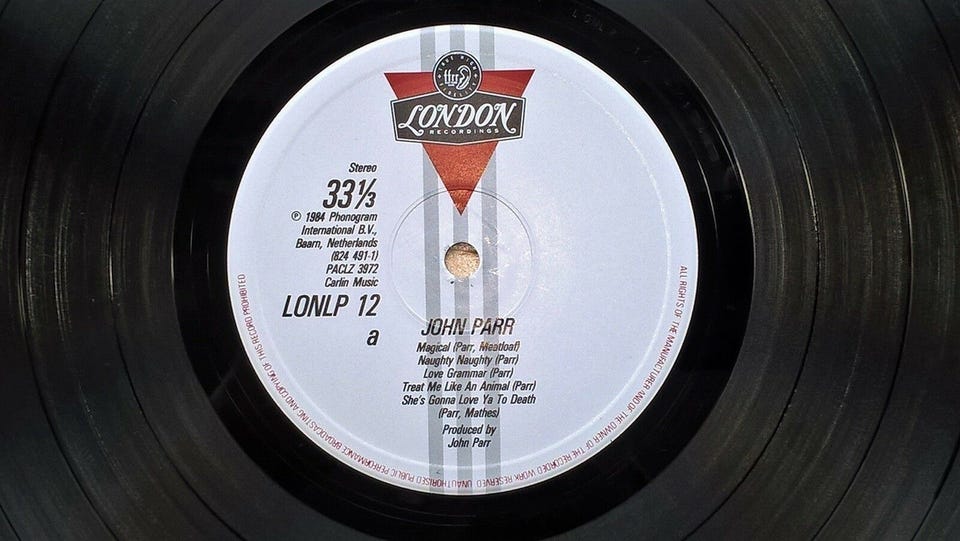 ffrr
LONDON
RECORDINGS
Stereo
33⅓
℗ 1984 Phonogram
International B.V.,
Baarn, Netherlands
(824 491-1)
PACLZ 3972
Carlin Music
LONLP 12
a
JOHN PARR
Magical (Parr, Meatloaf)
Naughty Naughty (Parr)
Love Grammar (Parr)
Treat Me Like An Animal (Parr)
She's Gonna Love Ya To Death
(Parr, Mathes)
Produced by
John Parr
ALL RIGHTS OF THE MANUFACTURER AND OF THE OWNER OF THE RECORDED WORK RESERVED UNAUTHORISED PUBLIC PERFORMANCE BROADCASTING AND COPYING OF THIS RECORD PROHIBITED